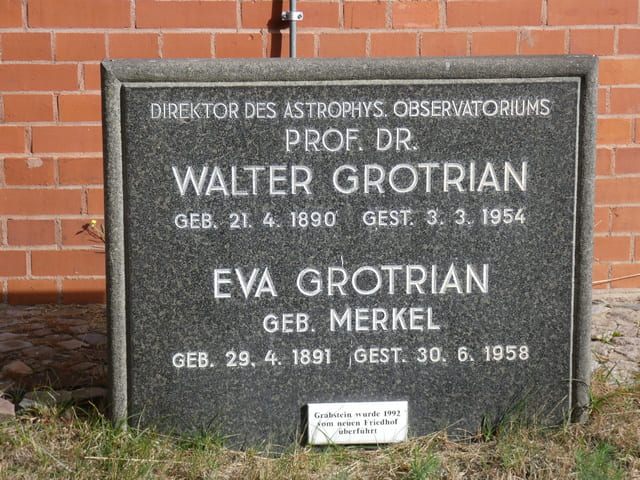 DIREKTOR DES ASTROPHYS. OBSERVATORIUMS
PROF. DR.
WALTER GROTRIAN
GEB. 21. 4. 1890 GEST. 3. 3. 1954
EVA GROTRIAN
GEB. MERKEL
GEB. 29. 4. 1891 GEST. 30. 6. 1958
Grabstein wurde 1992
vom neuen Friedhof
überführt